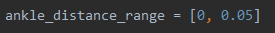 ankle_distance_range = [0, 0.05]